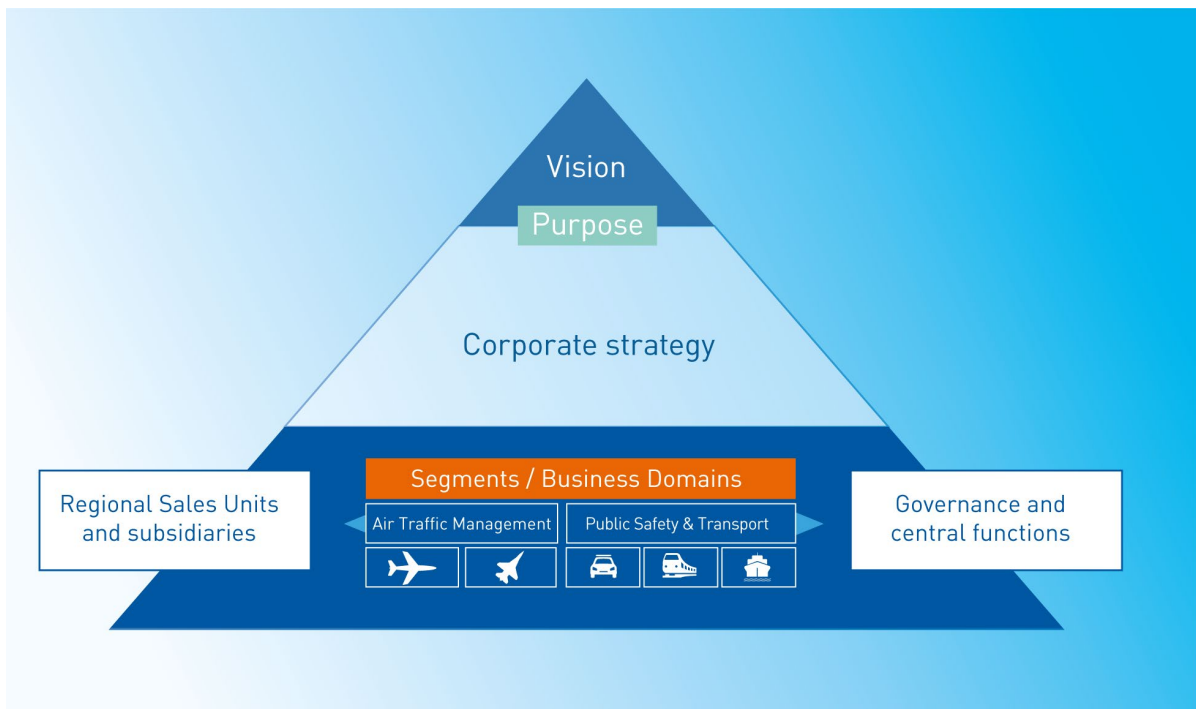 Vision
Purpose
Corporate strategy
Segments / Business Domains
Regional Sales Units
and subsidiaries
Air Traffic Management
Public Safety & Transport
Governance and
central functions